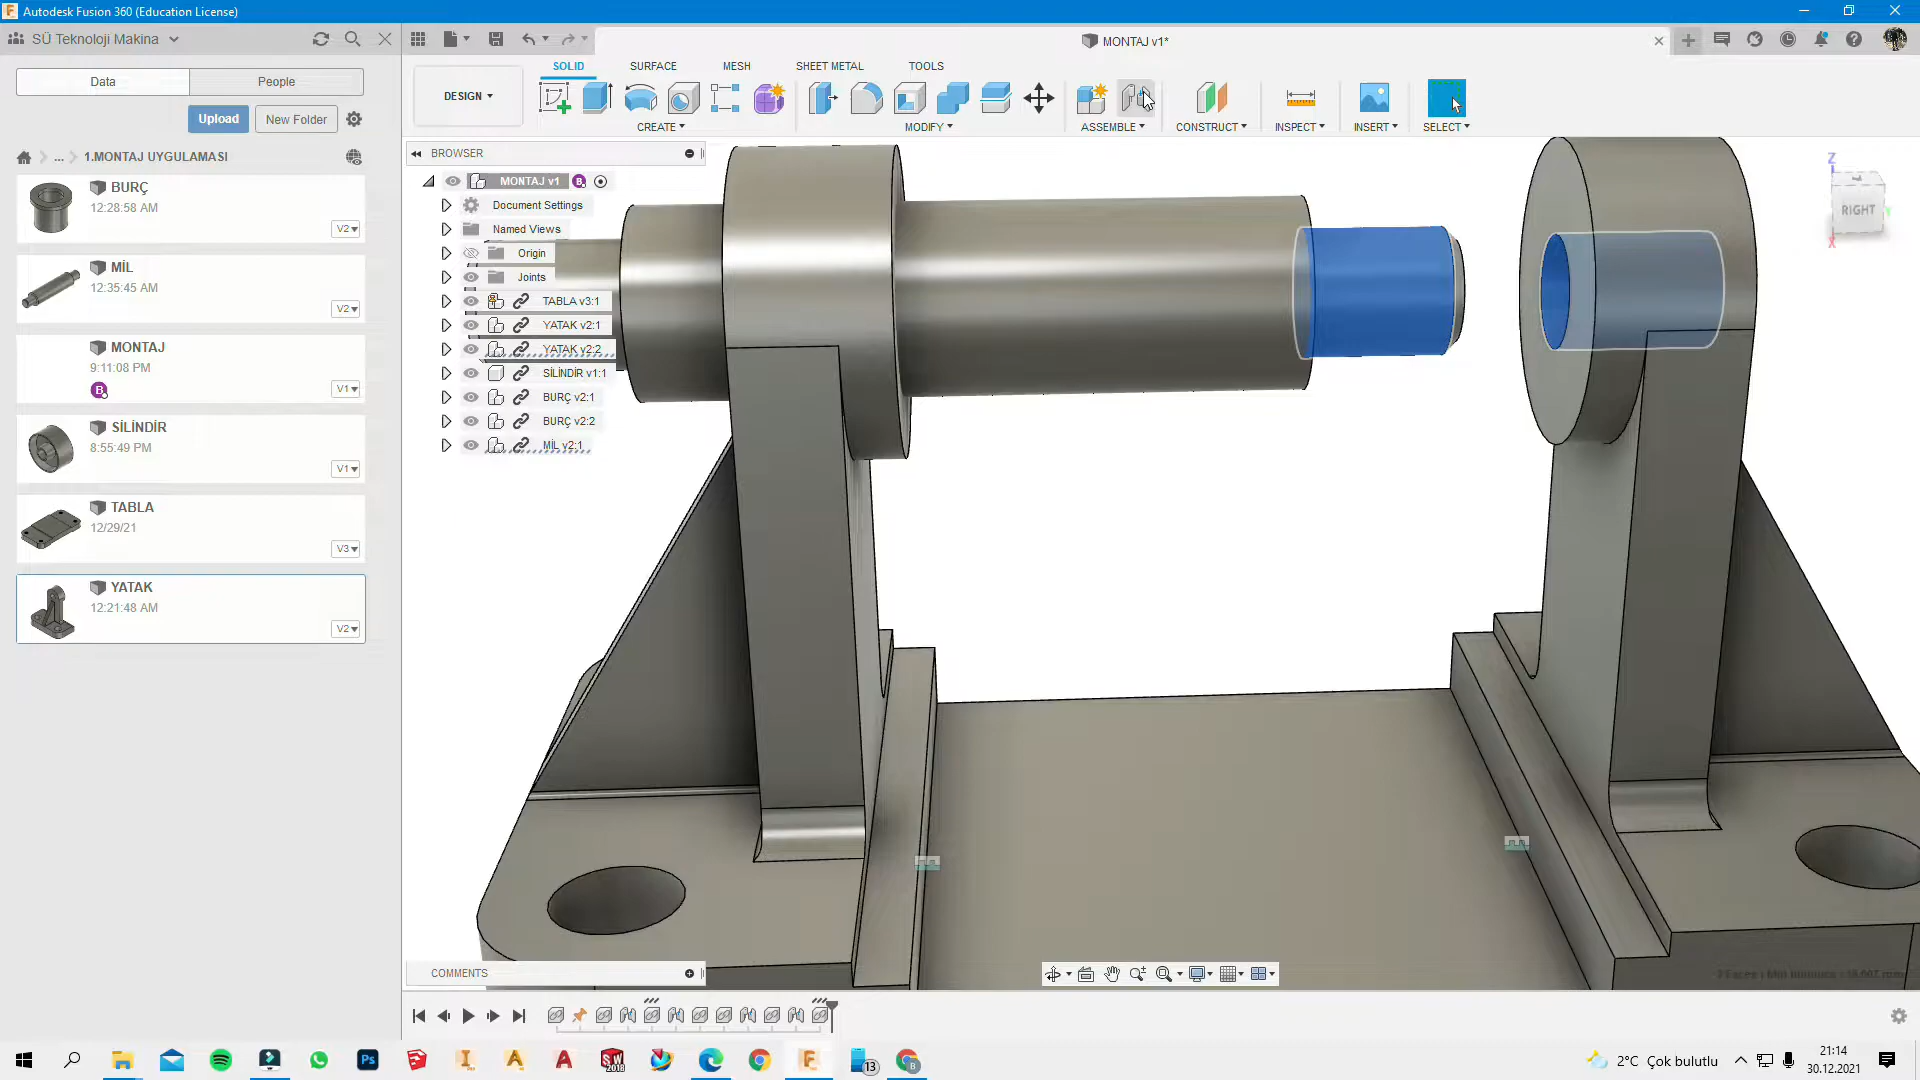 Autodesk Fusion 360 (Education License)
SÜ Teknoloji Makina
MONTAJ v1*
Data
People
Upload
New Folder
... 1.MONTAJ UYGULAMASI
BURÇ
12:28:58 AM
V2
MİL
12:35:45 AM
V2
MONTAJ
9:11:08 PM
B
V1
SİLİNDİR
8:55:49 PM
V1
TABLA
12/29/21
V3
YATAK
12:21:48 AM
V2
SOLID
SURFACE
MESH
SHEET METAL
TOOLS
DESIGN
CREATE
MODIFY
ASSEMBLE
CONSTRUCT
INSPECT
INSERT
SELECT
BROWSER
MONTAJ v1
Document Settings
Named Views
Origin
Joints
TABLA v3:1
YATAK v2:1
YATAK v2:2
SİLİNDİR v1:1
BURÇ v2:1
BURÇ v2:2
MİL v2:1
Z
RIGHT
X
COMMENTS
Ps
SW
2018
13
2°C Çok bulutlu
21:14
30.12.2021